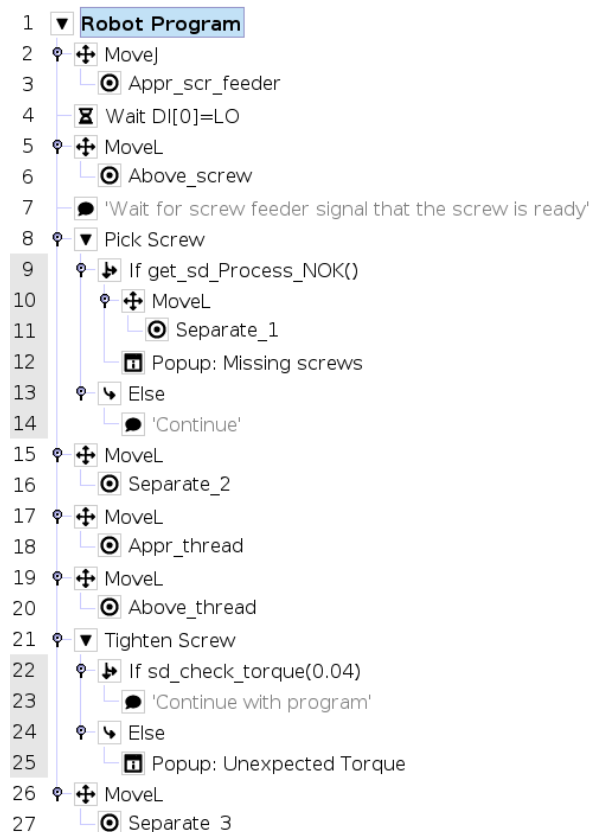 1 Robot Program
2 MoveJ
3 Appr_scr_feeder
4 Wait DI[0]=LO
5 MoveL
6 Above_screw
7 'Wait for screw feeder signal that the screw is ready'
8 Pick Screw
9 If get_sd_Process_NOK()
10 MoveL
11 Separate_1
12 Popup: Missing screws
13 Else
14 'Continue'
15 MoveL
16 Separate_2
17 MoveL
18 Appr_thread
19 MoveL
20 Above_thread
21 Tighten Screw
22 If sd_check_torque(0.04)
23 'Continue with program'
24 Else
25 Popup: Unexpected Torque
26 MoveL
27 Separate_3